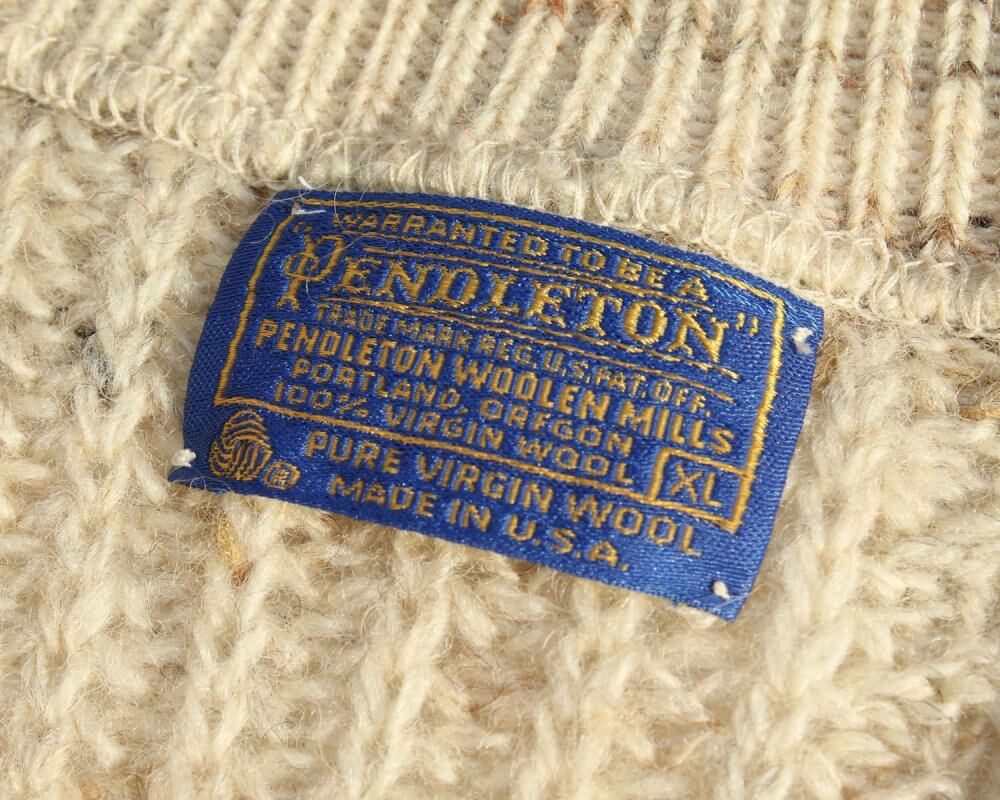 WARRANTED TO BE A
"PENDLETON"
TRADE MARK REG. U.S. PAT. OFF.
PENDLETON WOOLEN MILLS
PORTLAND, OREGON
100% VIRGIN WOOL XL
PURE VIRGIN WOOL
® MADE IN U.S.A.